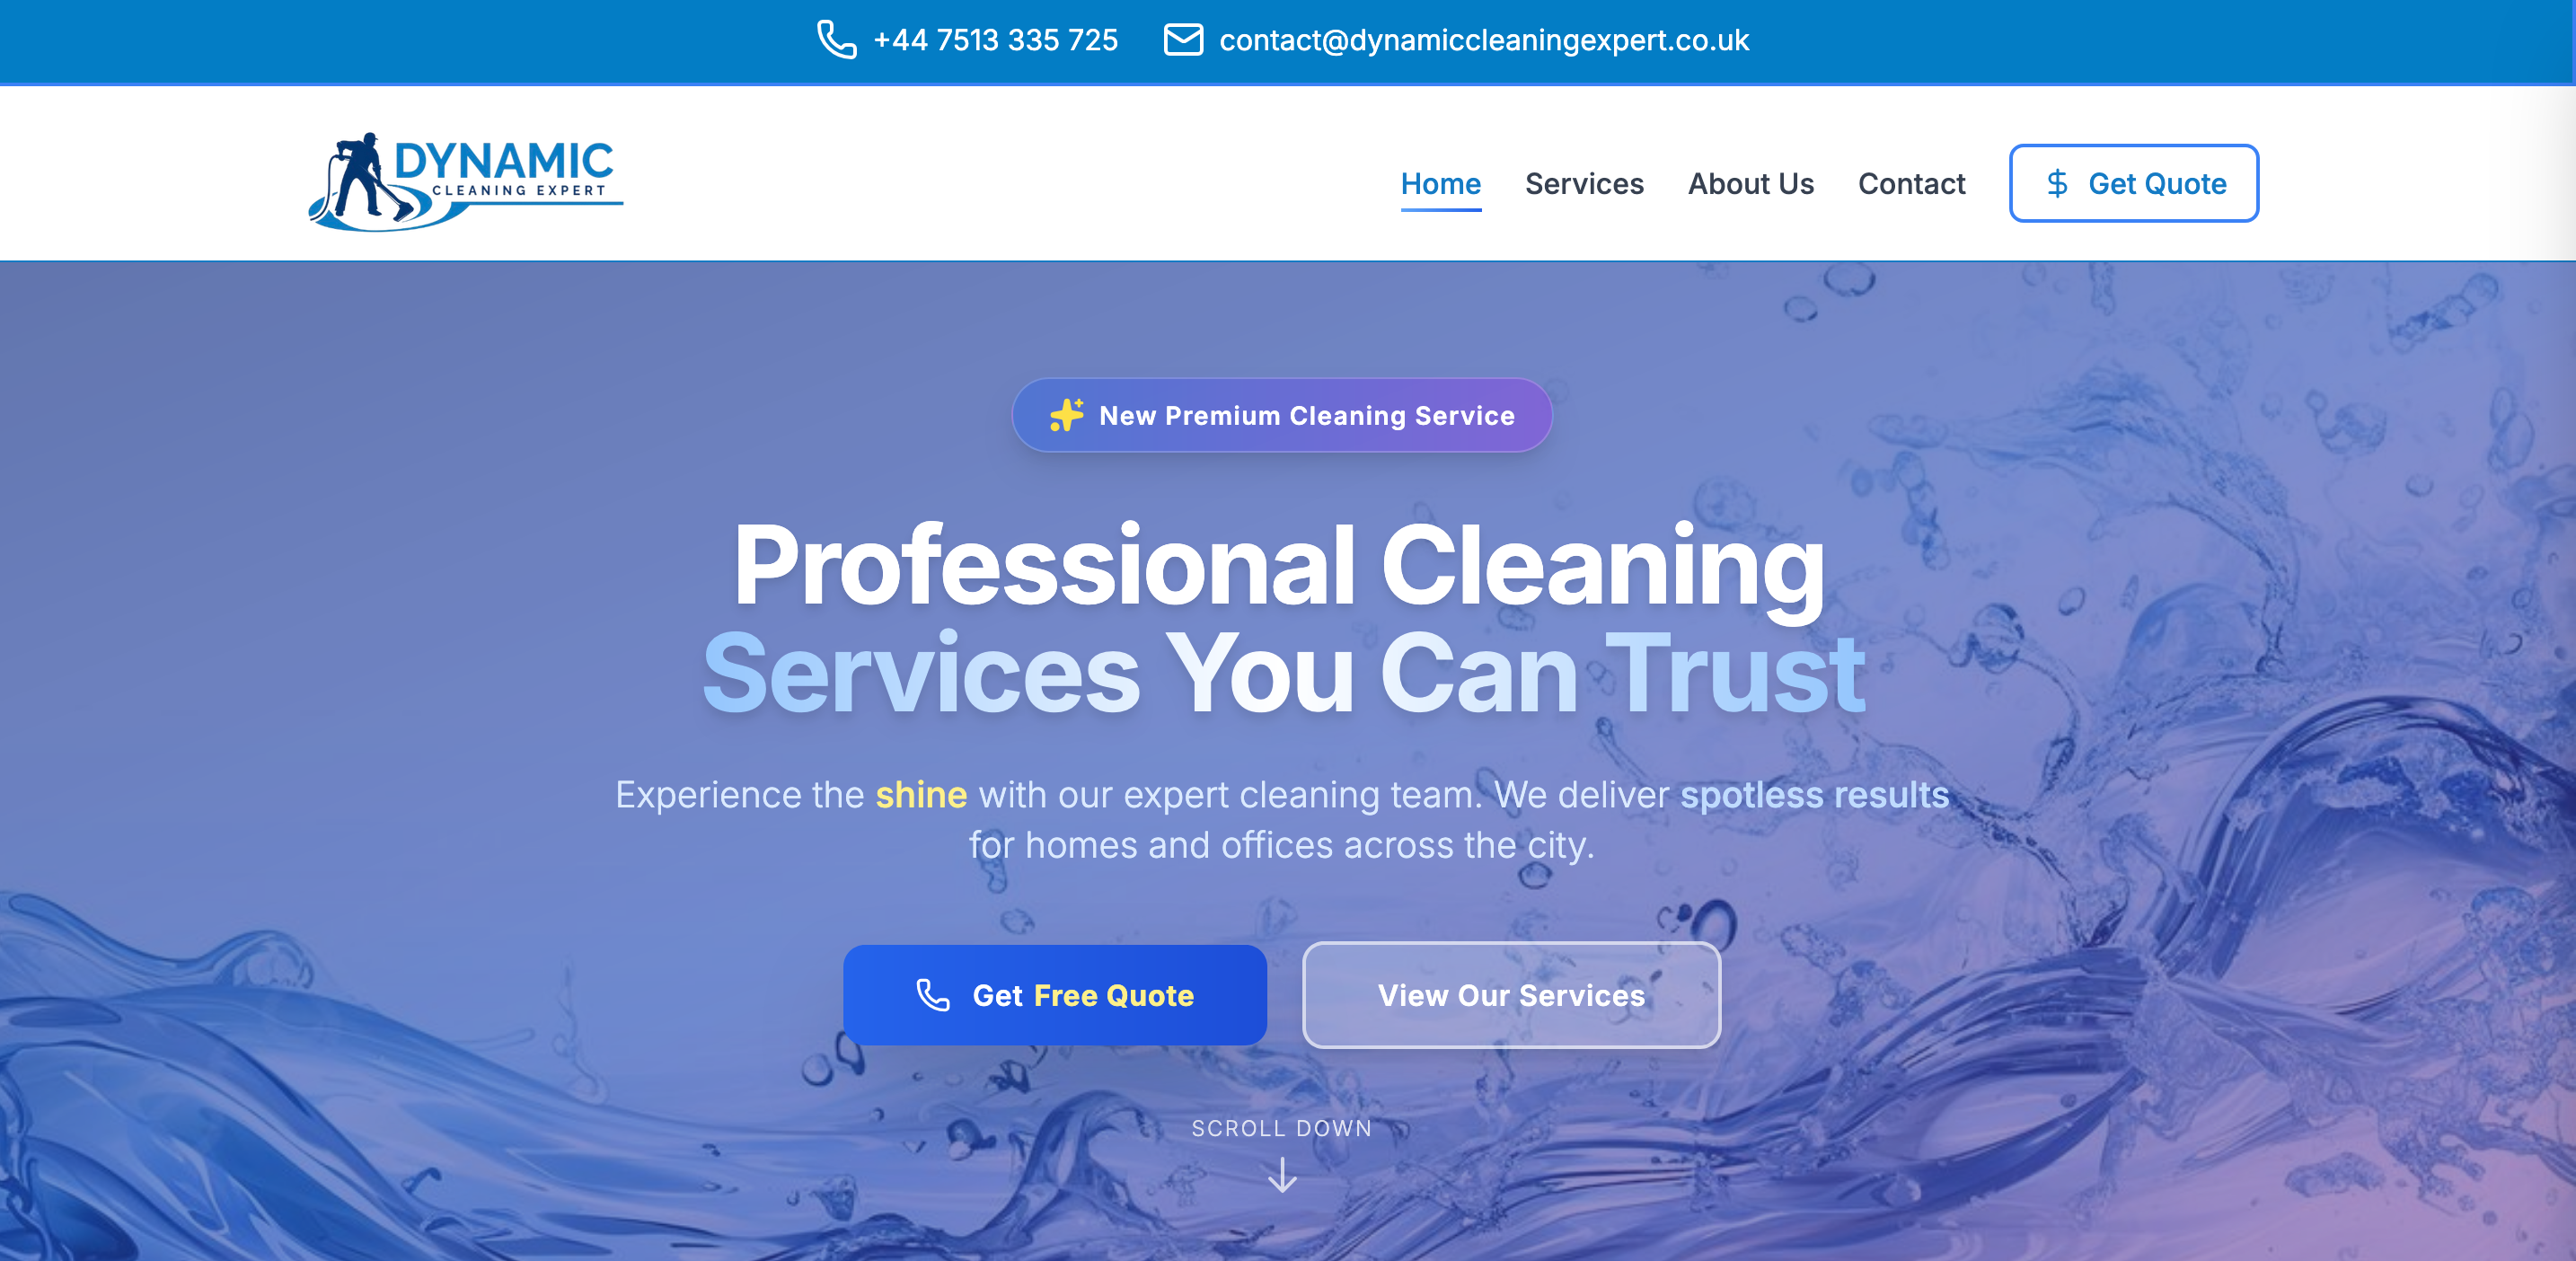 +44 7513 335 725 contact@dynamiccleaningexpert.co.uk
DYNAMIC
CLEANING EXPERT
Home Services About Us Contact $ Get Quote
New Premium Cleaning Service
Professional Cleaning
Services You Can Trust
Experience the shine with our expert cleaning team. We deliver spotless results
for homes and offices across the city.
Get Free Quote
View Our Services
SCROLL DOWN